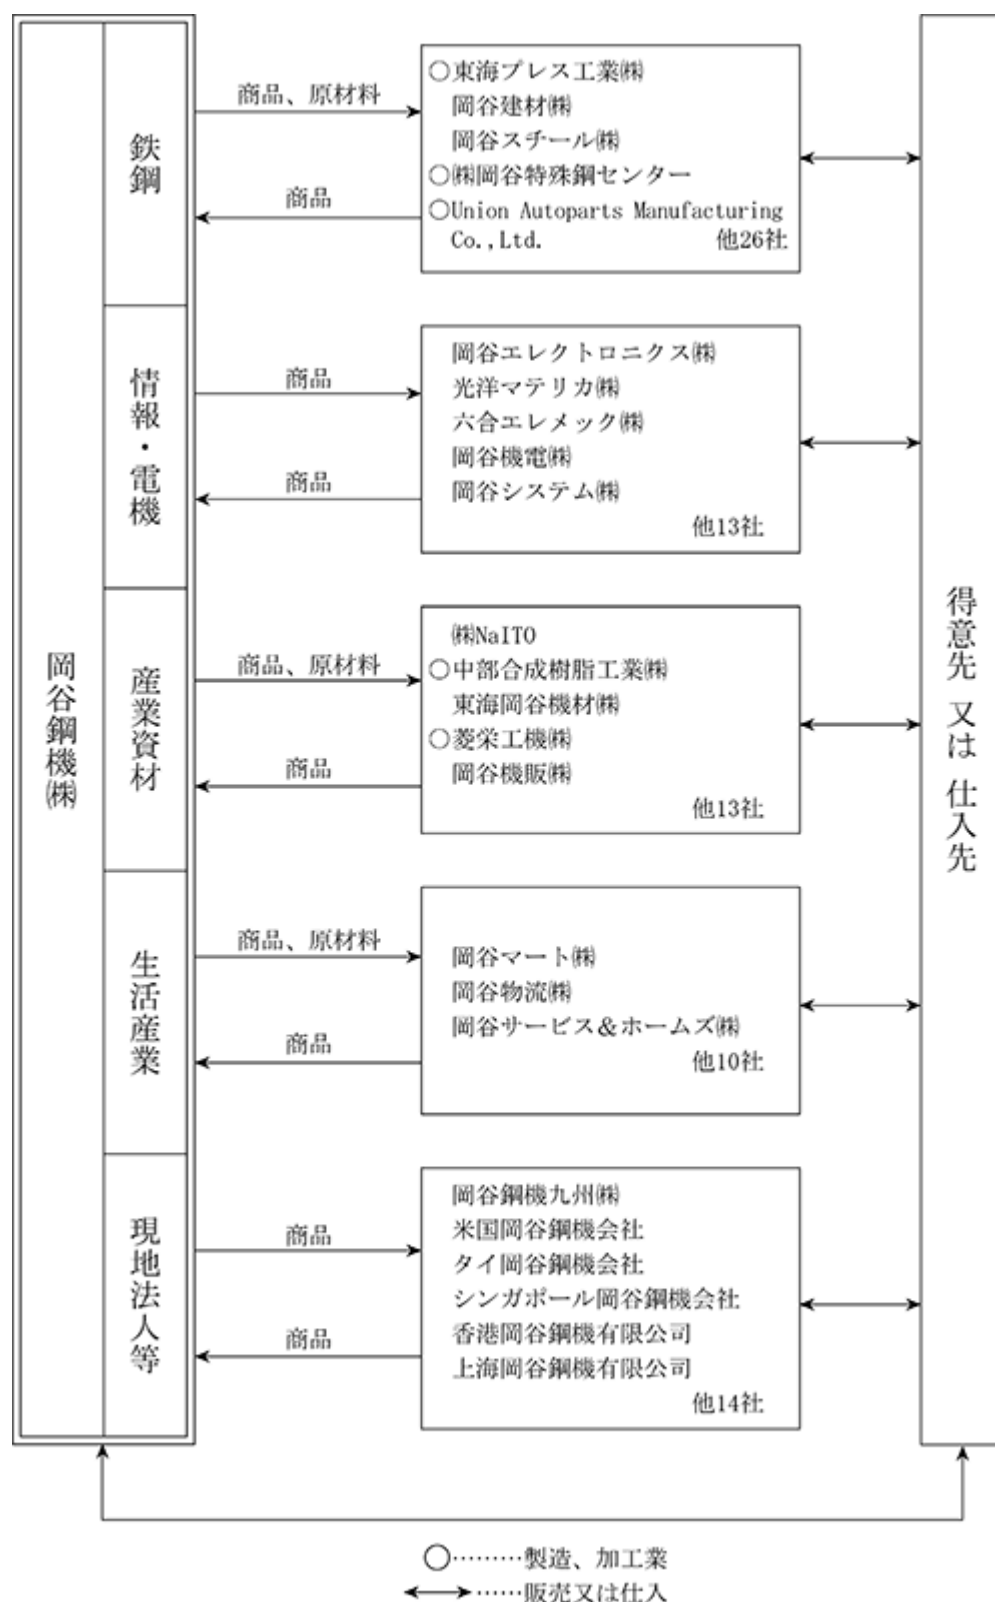 岡谷鋼機㈱
鉄鋼
商品、原材料
商品
○東海プレス工業㈱
岡谷建材㈱
岡谷スチール㈱
○㈱岡谷特殊鋼センター
○Union Autoparts Manufacturing
Co.,Ltd. 他26社
情報・電機
商品
商品
岡谷エレクトロニクス㈱
光洋マテリカ㈱
六合エレメック㈱
岡谷機電㈱
岡谷システム㈱
他13社
産業資材
商品、原材料
商品
㈱NaITO
○中部合成樹脂工業㈱
東海岡谷機材㈱
○菱栄工機㈱
岡谷機販㈱
他13社
生活産業
商品、原材料
商品
岡谷マート㈱
岡谷物流㈱
岡谷サービス＆ホームズ㈱
他10社
現地法人等
商品
商品
岡谷鋼機九州㈱
米国岡谷鋼機会社
タイ岡谷鋼機会社
シンガポール岡谷鋼機会社
香港岡谷鋼機有限公司
上海岡谷鋼機有限公司
他14社
得意先 又は 仕入先
○………製造、加工業
←→……販売又は仕入